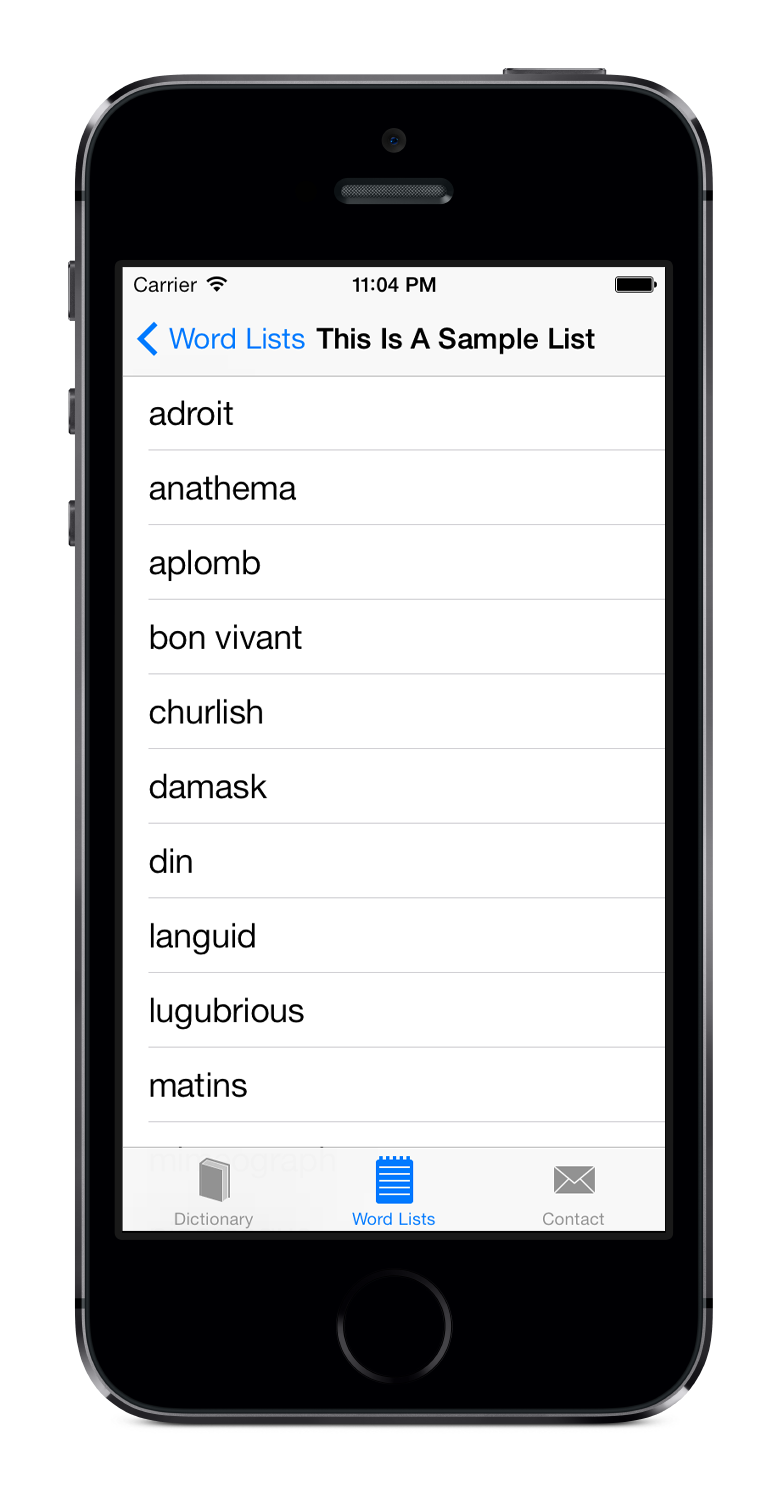 Carrier 11:04 PM
Word Lists This Is A Sample List
adroit
anathema
aplomb
bon vivant
churlish
damask
din
languid
lugubrious
matins
mimeograph
Dictionary Word Lists Contact